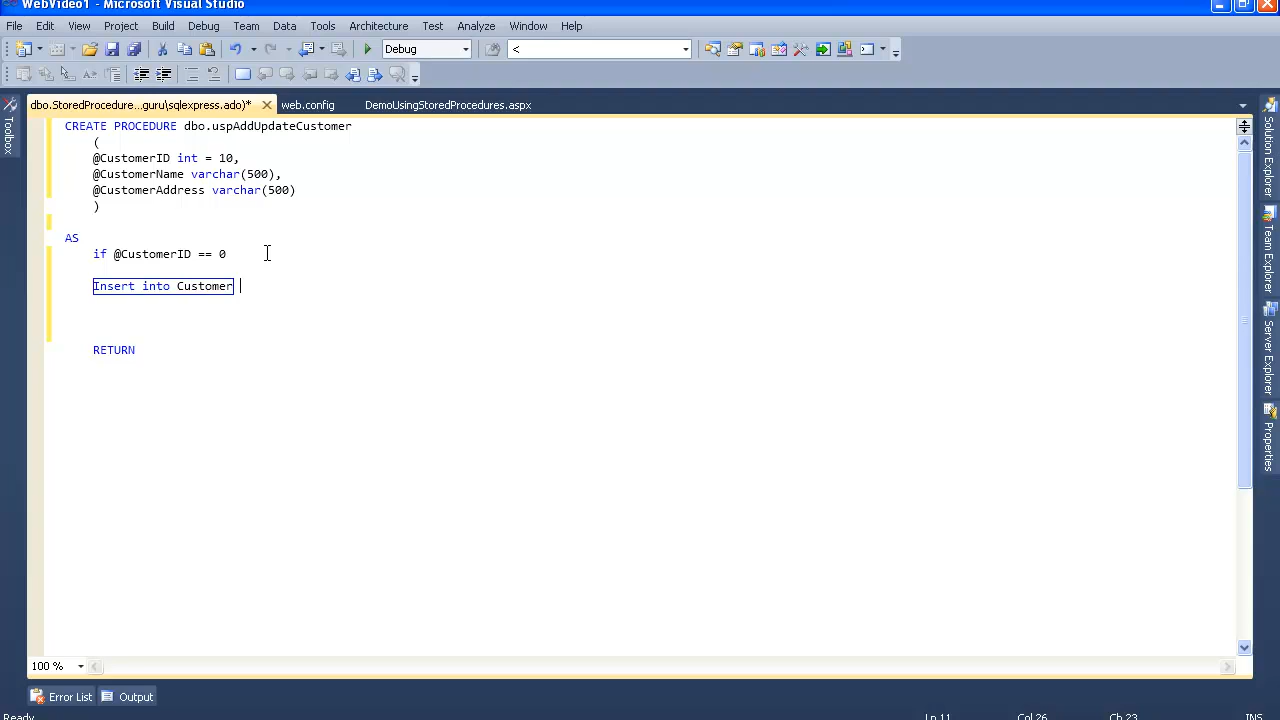 WebVideo1 - Microsoft Visual Studio
File Edit View Project Build Debug Team Data Tools Architecture Test Analyze Window Help
Debug <
dbo.StoredProcedure...guru\sqlexpress.ado)* web.config DemoUsingStoredProcedures.aspx
Toolbox
CREATE PROCEDURE dbo.uspAddUpdateCustomer
(
@CustomerID int = 10,
@CustomerName varchar(500),
@CustomerAddress varchar(500)
)
AS
if @CustomerID == 0
Insert into Customer
RETURN
Solution Explorer
Team Explorer
Server Explorer
Properties
100 %
Error List Output
Ready Ln 11 Col 26 Ch 23 INS